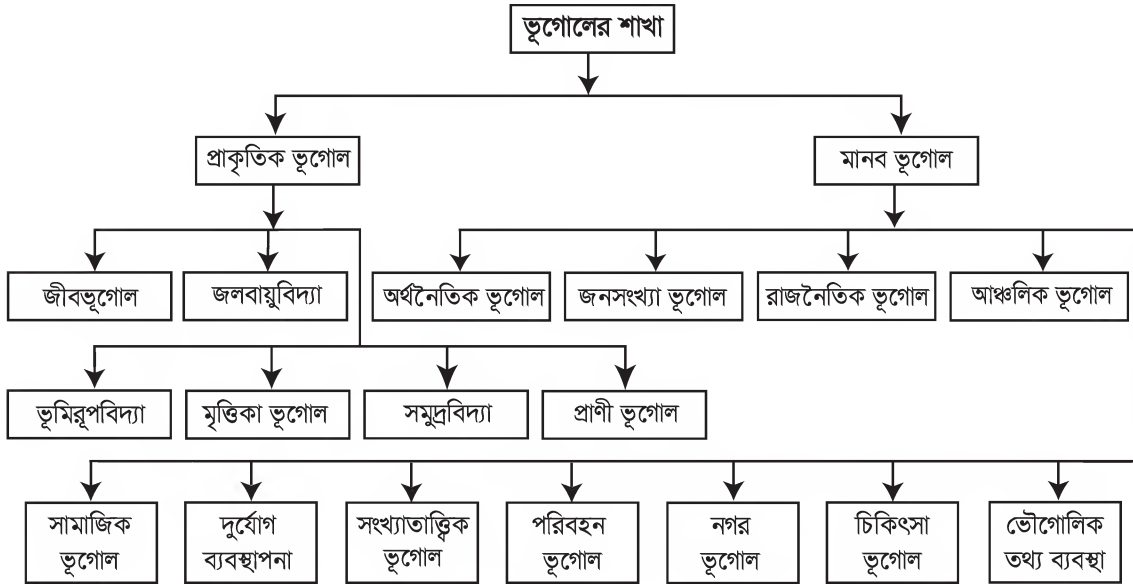 ভূগোলের শাখা
প্রাকৃতিক ভূগোল
মানব ভূগোল
জীবভূগোল
জলবায়ুবিদ্যা
অর্থনৈতিক ভূগোল
জনসংখ্যা ভূগোল
রাজনৈতিক ভূগোল
আঞ্চলিক ভূগোল
ভূমিরূপবিদ্যা
মৃত্তিকা ভূগোল
সমুদ্রবিদ্যা
প্রাণী ভূগোল
সামাজিক
ভূগোল
দুর্যোগ
ব্যবস্থাপনা
সংখ্যাতাত্ত্বিক
ভূগোল
পরিবহন
ভূগোল
নগর
ভূগোল
চিকিৎসা
ভূগোল
ভৌগোলিক
তথ্য ব্যবস্থা